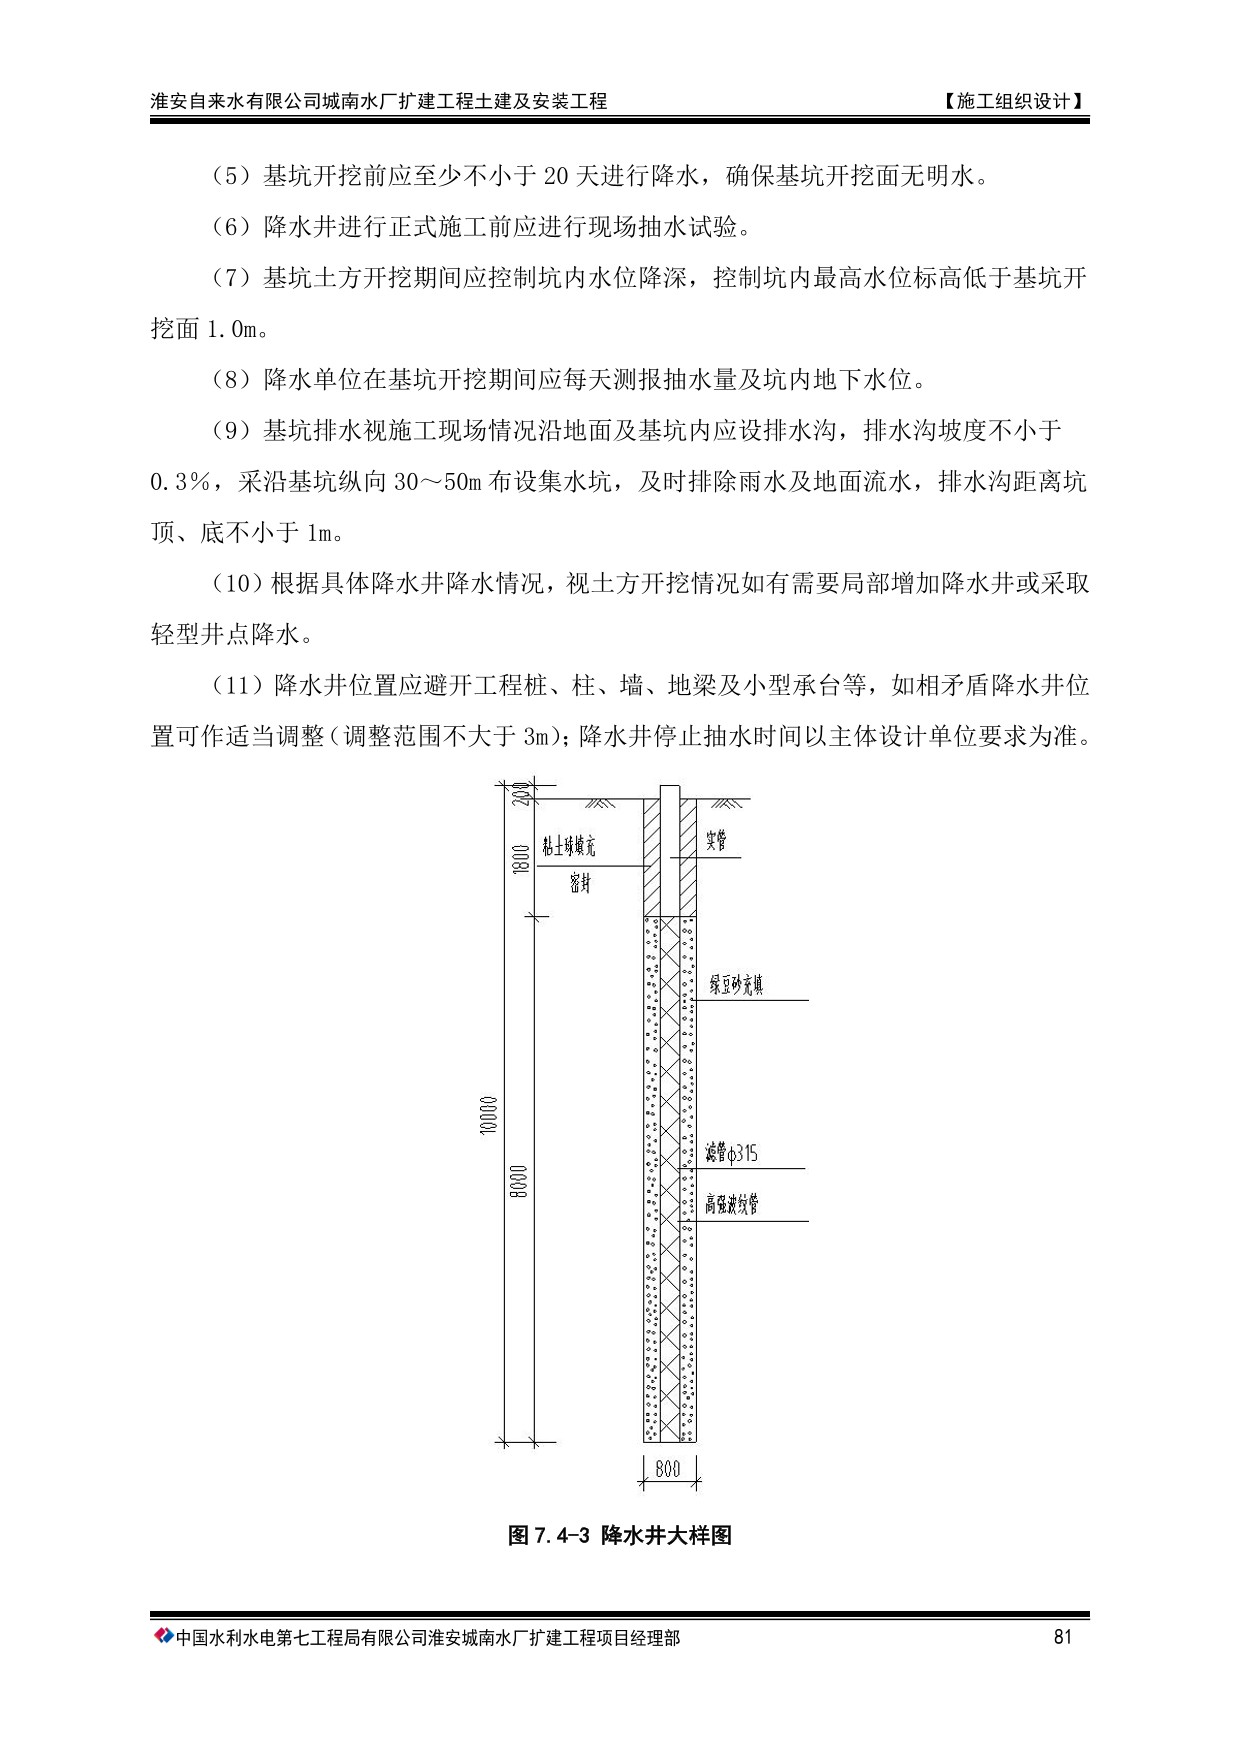 淮安自来水有限公司城南水厂扩建工程土建及安装工程 【施工组织设计】
（5）基坑开挖前应至少不小于 20 天进行降水，确保基坑开挖面无明水。
（6）降水井进行正式施工前应进行现场抽水试验。
（7）基坑土方开挖期间应控制坑内水位降深，控制坑内最高水位标高低于基坑开
挖面 1.0m。
（8）降水单位在基坑开挖期间应每天测报抽水量及坑内地下水位。
（9）基坑排水视施工现场情况沿地面及基坑内应设排水沟，排水沟坡度不小于
0.3％，采沿基坑纵向 30～50m 布设集水坑，及时排除雨水及地面流水，排水沟距离坑
顶、底不小于 1m。
（10）根据具体降水井降水情况，视土方开挖情况如有需要局部增加降水井或采取
轻型井点降水。
（11）降水井位置应避开工程桩、柱、墙、地梁及小型承台等，如相矛盾降水井位
置可作适当调整（调整范围不大于 3m）；降水井停止抽水时间以主体设计单位要求为准。
200
1800
粘土球填充
密封
实管
绿豆砂充填
10000
8000
滤管ф315
高强波纹管
800
图 7.4-3 降水井大样图
中国水利水电第七工程局有限公司淮安城南水厂扩建工程项目经理部 81